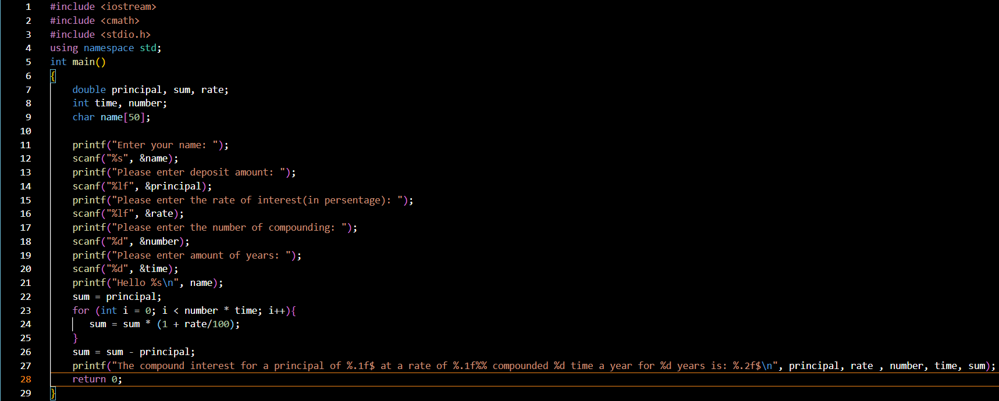 1 #include <iostream>
2 #include <cmath>
3 #include <stdio.h>
4 using namespace std;
5 int main()
6 {
7     double principal, sum, rate;
8     int time, number;
9     char name[50];
10
11     printf("Enter your name: ");
12     scanf("%s", &name);
13     printf("Please enter deposit amount: ");
14     scanf("%lf", &principal);
15     printf("Please enter the rate of interest(in persentage): ");
16     scanf("%lf", &rate);
17     printf("Please enter the number of compounding: ");
18     scanf("%d", &number);
19     printf("Please enter amount of years: ");
20     scanf("%d", &time);
21     printf("Hello %s\n", name);
22     sum = principal;
23     for (int i = 0; i < number * time; i++){
24        sum = sum * (1 + rate/100);
25     }
26     sum = sum - principal;
27     printf("The compound interest for a principal of %.1f$ at a rate of %.1f%% compounded %d time a year for %d years is: %.2f$\n", principal, rate , number, time, sum);
28     return 0;
29 }